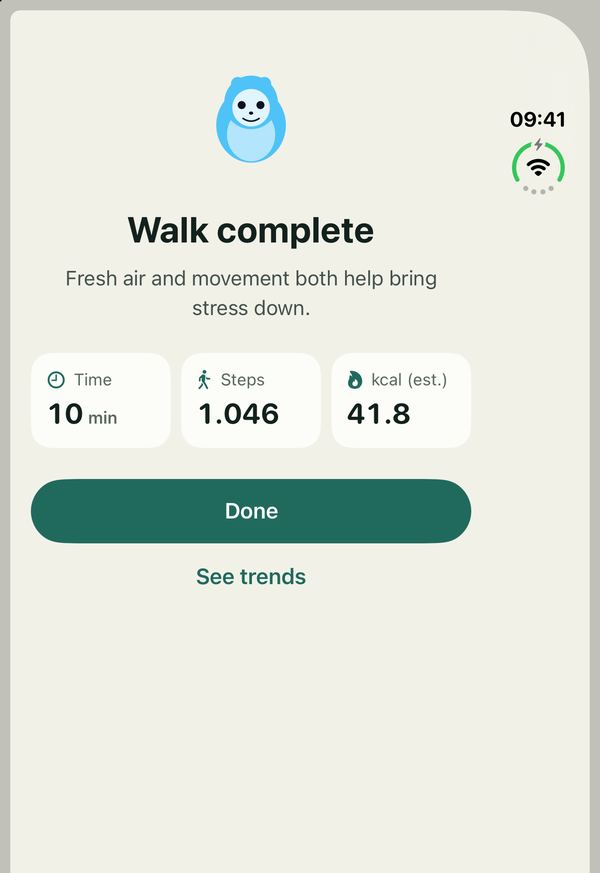 09:41
Walk complete
Fresh air and movement both help bring
stress down.
Time
10 min
Steps
1.046
kcal (est.)
41.8
Done
See trends